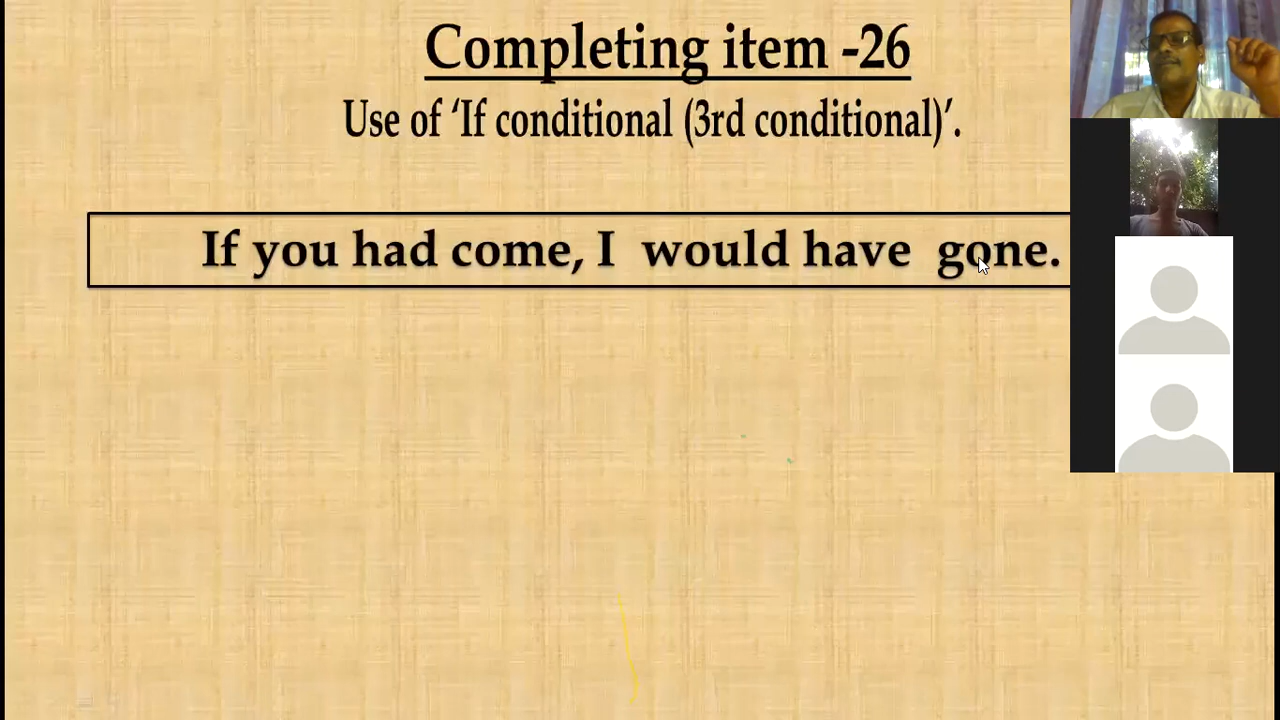 Completing item -26
Use of ‘If conditional (3rd conditional)’.
If you had come, I would have gone.